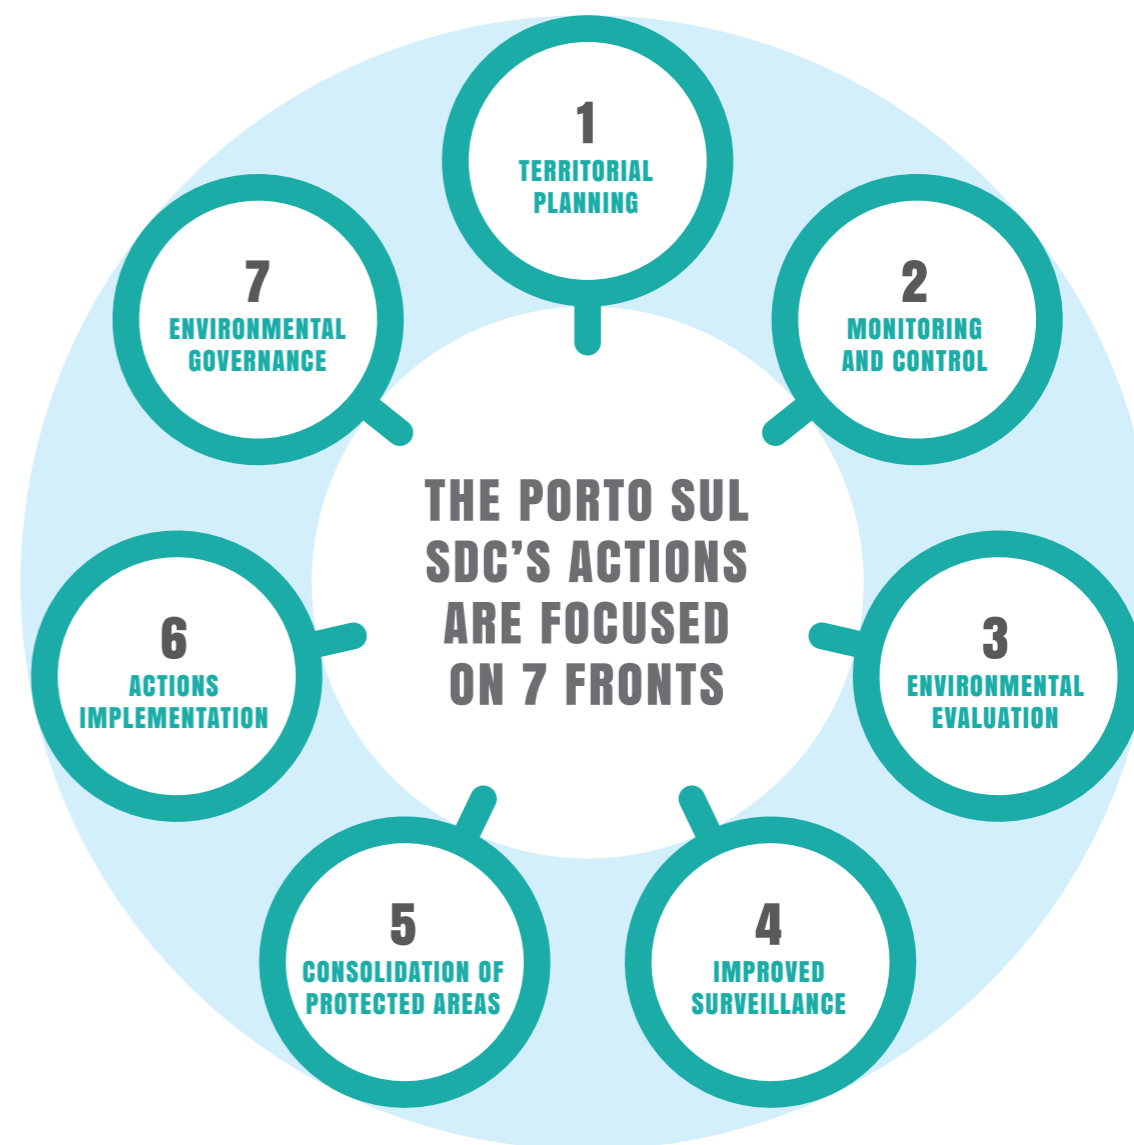 1
TERRITORIAL
PLANNING
2
MONITORING
AND CONTROL
3
ENVIRONMENTAL
EVALUATION
4
IMPROVED
SURVEILLANCE
5
CONSOLIDATION OF
PROTECTED AREAS
6
ACTIONS
IMPLEMENTATION
7
ENVIRONMENTAL
GOVERNANCE
THE PORTO SUL
SDC’S ACTIONS
ARE FOCUSED
ON 7 FRONTS